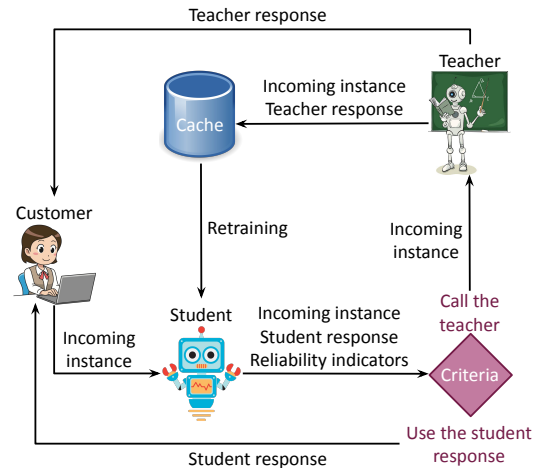 Teacher response
Teacher
Incoming instance
Teacher response
Cache
Customer
Retraining
Incoming
instance
Student
Incoming instance
Student response
Reliability indicators
Incoming
instance
Call the
teacher
Criteria
Use the student
response
Student response